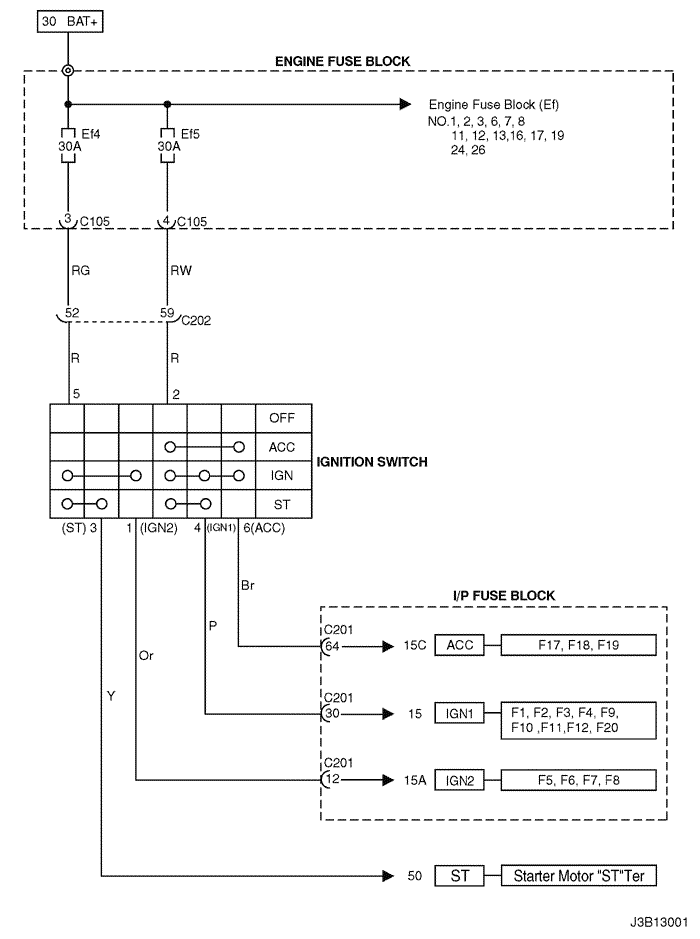 30 BAT+
ENGINE FUSE BLOCK
Engine Fuse Block (Ef)
NO.1, 2, 3, 6, 7, 8
11, 12, 13,16, 17, 19
24, 26
Ef4
30A
Ef5
30A
3 C105
4 C105
RG
RW
52
59 C202
R
R
5
2
OFF
ACC
IGN
ST
IGNITION SWITCH
(ST) 3
1 (IGN2)
4 (IGN1)
6(ACC)
Br
P
Or
Y
I/P FUSE BLOCK
C201
64
15C
ACC
F17, F18, F19
C201
30
15
IGN1
F1, F2, F3, F4, F9,
F10 ,F11,F12, F20
C201
12
15A
IGN2
F5, F6, F7, F8
50
ST
Starter Motor "ST"Ter
J3B13001